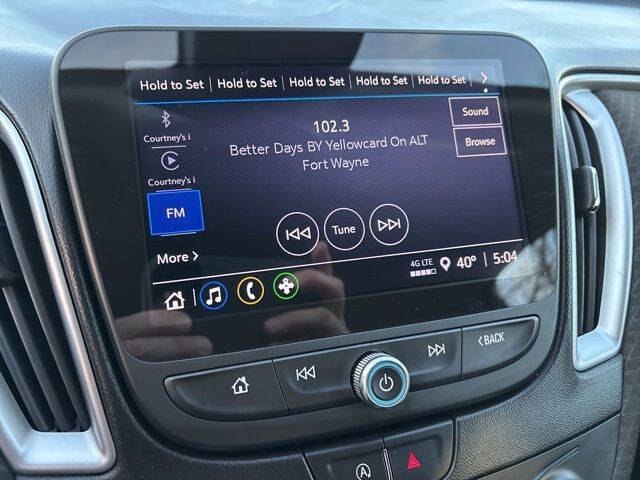 Hold to Set Hold to Set Hold to Set Hold to Set Hold to Set
102.3
Better Days BY Yellowcard On ALT
Fort Wayne
Sound
Browse
Courtney's i
Courtney's i
FM
More
Tune
4G LTE
40° 5:04
<BACK
A